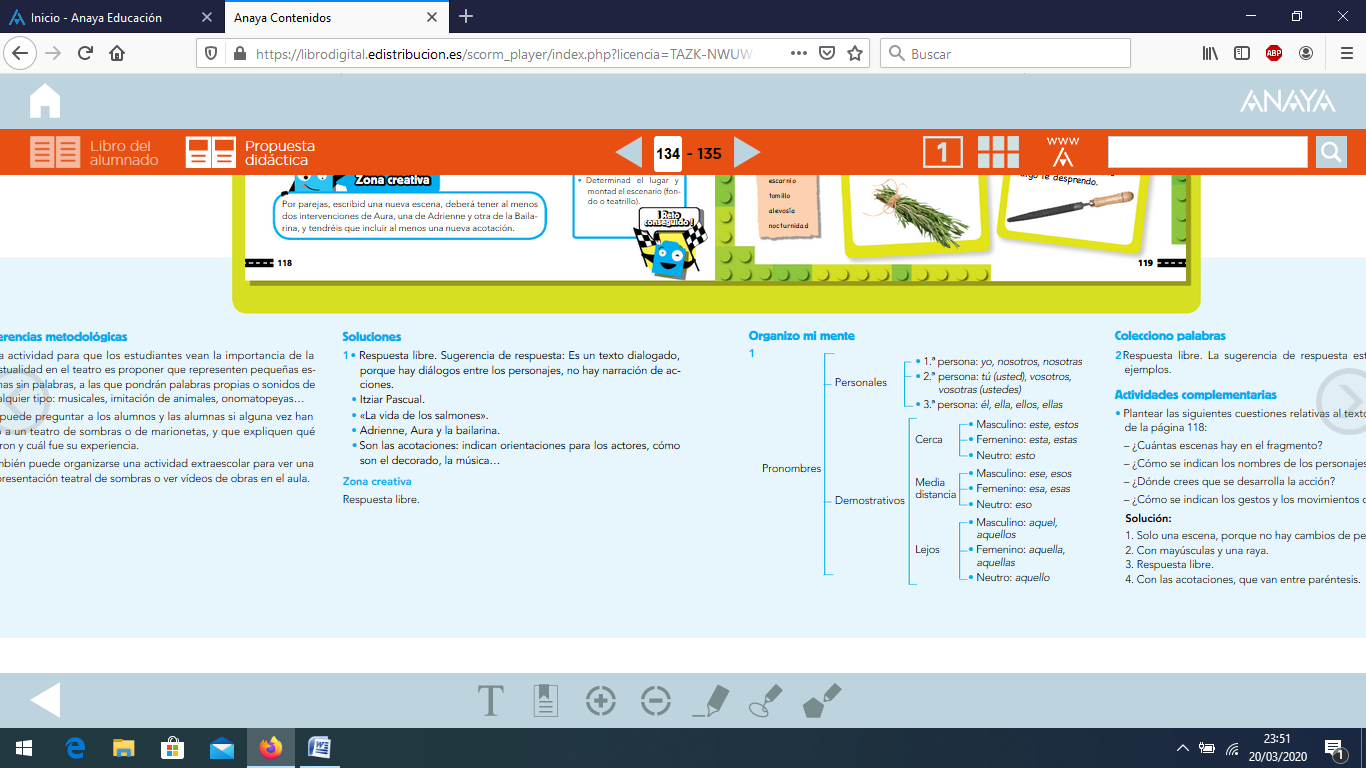 Inicio - Anaya Educación
Anaya Contenidos
https://librodigital.edistribucion.es/scorm_player/index.php?licencia=TAZK-NWUW
Buscar
ABP
ANAYA
Libro del
alumnado
Propuesta
didáctica
134 - 135
1
www
Zona creativa
Por parejas, escribid una nueva escena, deberá tener al menos
dos intervenciones de Aura, una de Adrienne y otra de la Baila-
rina, y tendréis que incluir al menos una nueva acotación.
• Determinad el lugar y
montad el escenario (fon-
do o teatrillo).
¡Reto
conseguido!
escarnio
tomillo
alevosía
nocturnidad
te desprendo.
118
119
erencias metodológicas
a actividad para que los estudiantes vean la importancia de la
stualidad en el teatro es proponer que representen pequeñas es-
nas sin palabras, a las que pondrán palabras propias o sonidos de
alquier tipo: musicales, imitación de animales, onomatopeyas…
puede preguntar a los alumnos y las alumnas si alguna vez han
a un teatro de sombras o de marionetas, y que expliquen qué
ron y cuál fue su experiencia.
mbién puede organizarse una actividad extraescolar para ver una
presentación teatral de sombras o ver vídeos de obras en el aula.
Soluciones
1 • Respuesta libre. Sugerencia de respuesta: Es un texto dialogado,
porque hay diálogos entre los personajes, no hay narración de ac-
ciones.
• Itziar Pascual.
• «La vida de los salmones».
• Adrienne, Aura y la bailarina.
• Son las acotaciones: indican orientaciones para los actores, cómo
son el decorado, la música…
Zona creativa
Respuesta libre.
Organizo mi mente
1
Pronombres
Personales
• 1.ª persona: yo, nosotros, nosotras
• 2.ª persona: tú (usted), vosotros,
vosotras (ustedes)
• 3.ª persona: él, ella, ellos, ellas
Demostrativos
Cerca
• Masculino: este, estos
• Femenino: esta, estas
• Neutro: esto
Media
distancia
• Masculino: ese, esos
• Femenino: esa, esas
• Neutro: eso
Lejos
• Masculino: aquel,
aquellos
• Femenino: aquella,
aquellas
• Neutro: aquello
Colecciono palabras
2 Respuesta libre. La sugerencia de respuesta est
ejemplos.
Actividades complementarias
• Plantear las siguientes cuestiones relativas al texto
de la página 118:
– ¿Cuántas escenas hay en el fragmento?
– ¿Cómo se indican los nombres de los personajes
– ¿Dónde crees que se desarrolla la acción?
– ¿Cómo se indican los gestos y los movimientos d
Solución:
1. Solo una escena, porque no hay cambios de pe
2. Con mayúsculas y una raya.
3. Respuesta libre.
4. Con las acotaciones, que van entre paréntesis.
T
23:51
20/03/2020
1